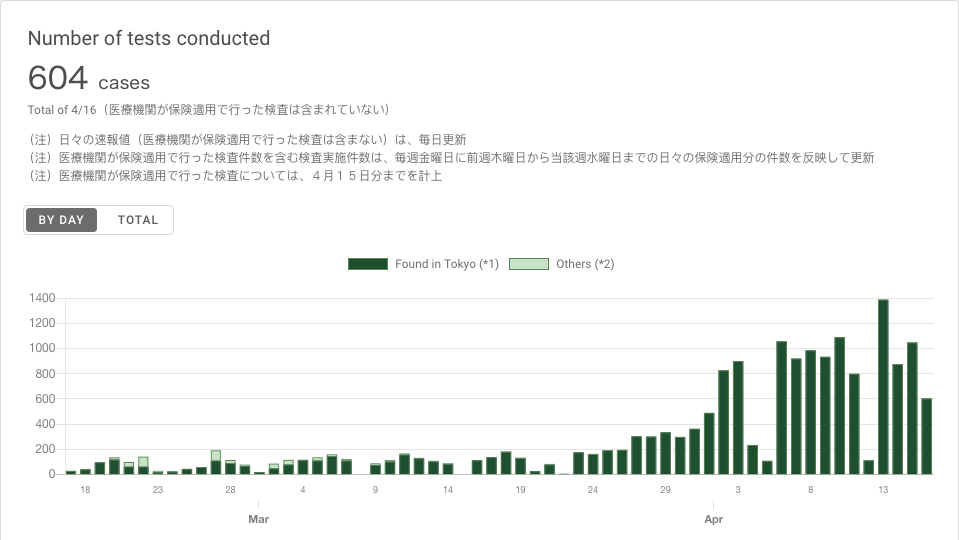 Number of tests conducted
604 cases
Total of 4/16（医療機関が保険適用で行った検査は含まれていない）
（注）日々の速報値（医療機関が保険適用で行った検査は含まない）は、毎日更新
（注）医療機関が保険適用で行った検査件数を含む検査実施件数は、毎週金曜日に前週木曜日から当該週水曜日までの日々の保険適用分の件数を反映して更新
（注）医療機関が保険適用で行った検査については、４月１５日分までを計上
BY DAY TOTAL
Found in Tokyo (*1) Others (*2)
1400
1200
1000
800
600
400
200
0
18 23 28 4 9 14 19 24 29 3 8 13
Mar Apr